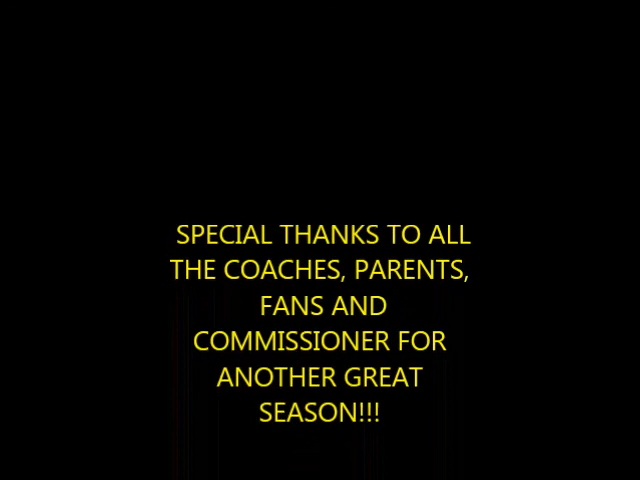 SPECIAL THANKS TO ALL
THE COACHES, PARENTS,
FANS AND
COMMISSIONER FOR
ANOTHER GREAT
SEASON!!!